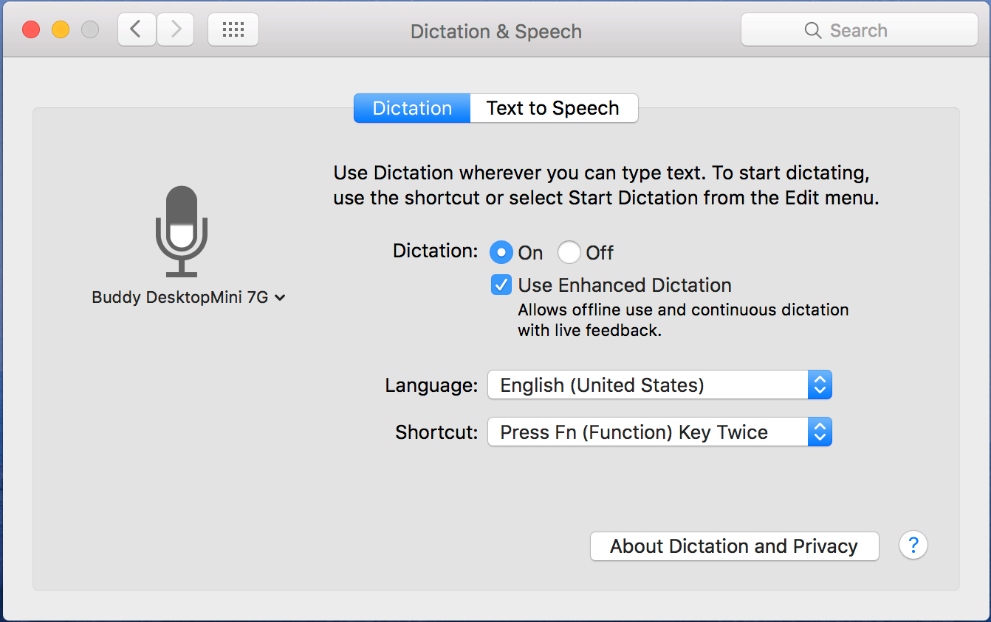 Dictation & Speech
Search
Dictation
Text to Speech
Use Dictation wherever you can type text. To start dictating,
use the shortcut or select Start Dictation from the Edit menu.
Dictation: On Off
Use Enhanced Dictation
Allows offline use and continuous dictation
with live feedback.
Buddy DesktopMini 7G
Language: English (United States)
Shortcut: Press Fn (Function) Key Twice
About Dictation and Privacy ?